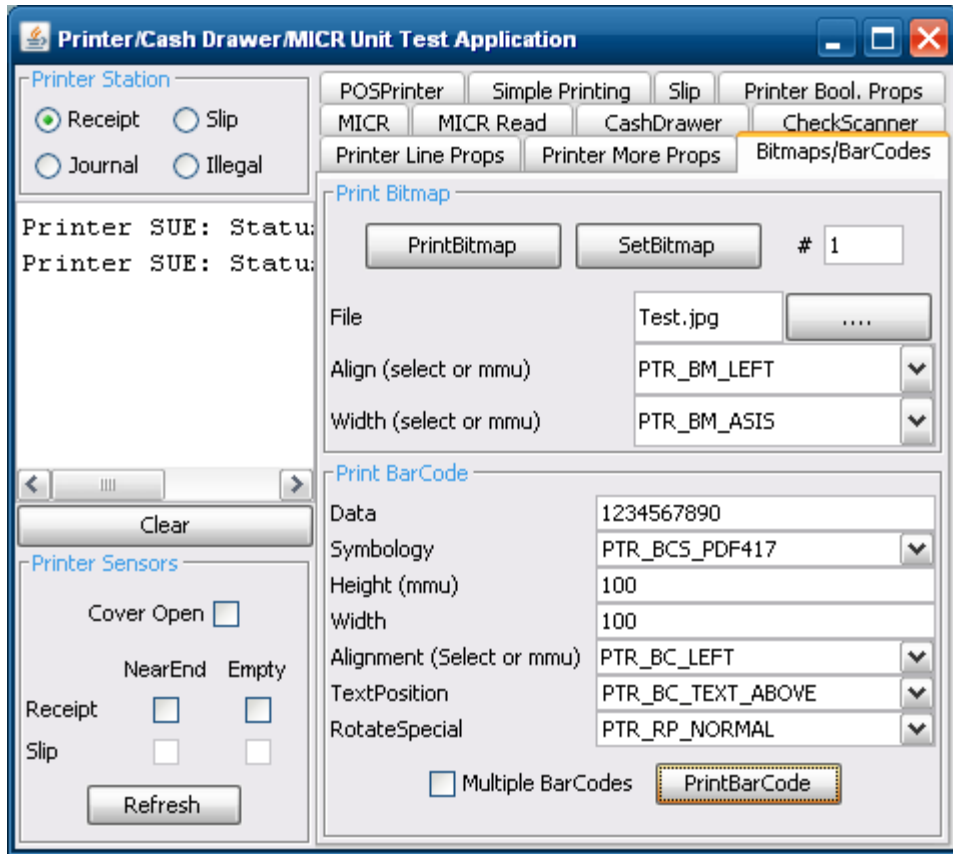 Printer/Cash Drawer/MICR Unit Test Application
Printer Station
Receipt Slip
Journal Illegal
Printer SUE: Statu
Printer SUE: Statu
Clear
Printer Sensors
Cover Open
NearEnd Empty
Receipt
Slip
Refresh
POSPrinter Simple Printing Slip Printer Bool. Props
MICR MICR Read CashDrawer CheckScanner
Printer Line Props Printer More Props Bitmaps/BarCodes
Print Bitmap
PrintBitmap SetBitmap # 1
File Test.jpg ....
Align (select or mmu) PTR_BM_LEFT
Width (select or mmu) PTR_BM_ASIS
Print BarCode
Data 1234567890
Symbology PTR_BCS_PDF417
Height (mmu) 100
Width 100
Alignment (Select or mmu) PTR_BC_LEFT
TextPosition PTR_BC_TEXT_ABOVE
RotateSpecial PTR_RP_NORMAL
Multiple BarCodes PrintBarCode